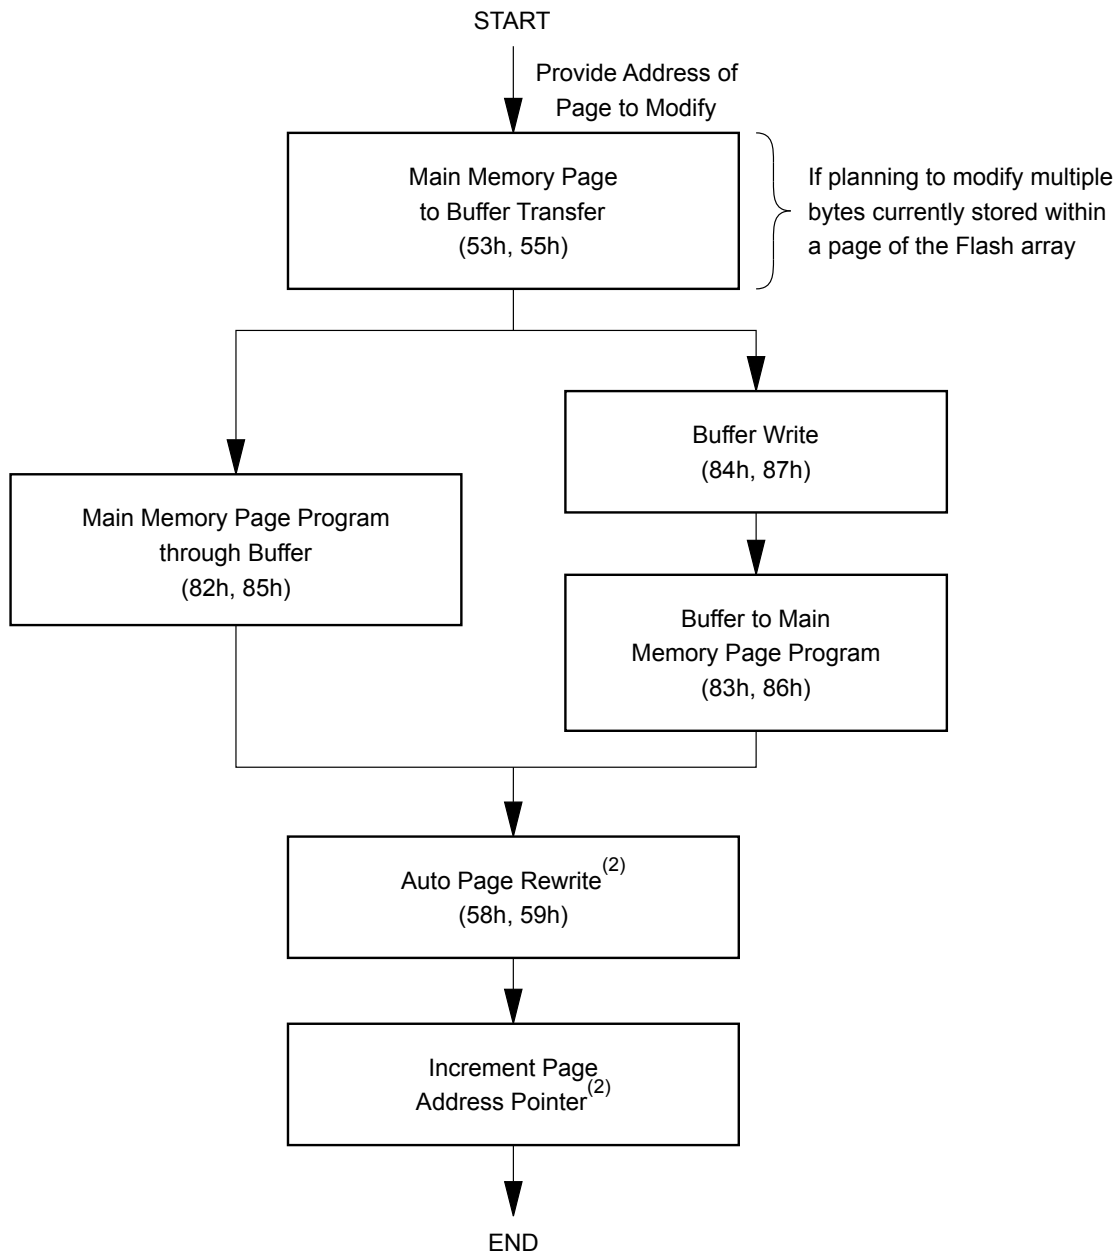 START
Provide Address of
Page to Modify
Main Memory Page
to Buffer Transfer
(53h, 55h)
If planning to modify multiple
bytes currently stored within
a page of the Flash array
Buffer Write
(84h, 87h)
Main Memory Page Program
through Buffer
(82h, 85h)
Buffer to Main
Memory Page Program
(83h, 86h)
Auto Page Rewrite(2)
(58h, 59h)
Increment Page
Address Pointer(2)
END